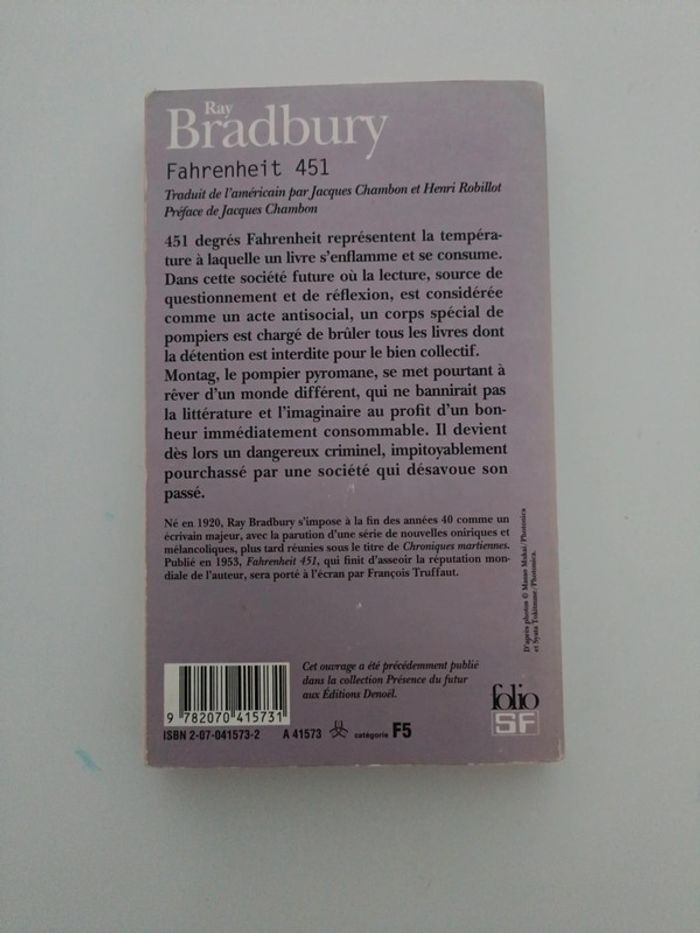 Ray
Bradbury
Fahrenheit 451
Traduit de l'américain par Jacques Chambon et Henri Robillot
Préface de Jacques Chambon
451 degrés Fahrenheit représentent la tempéra-
ture à laquelle un livre s'enflamme et se consume.
Dans cette société future où la lecture, source de
questionnement et de réflexion, est considérée
comme un acte antisocial, un corps spécial de
pompiers est chargé de brûler tous les livres dont
la détention est interdite pour le bien collectif.
Montag, le pompier pyromane, se met pourtant à
rêver d'un monde différent, qui ne bannirait pas
la littérature et l'imaginaire au profit d'un bon-
heur immédiatement consommable. Il devient
dès lors un dangereux criminel, impitoyablement
pourchassé par une société qui désavoue son
passé.
Né en 1920, Ray Bradbury s'impose à la fin des années 40 comme un
écrivain majeur, avec la parution d'une série de nouvelles oniriques et
mélancoliques, plus tard réunies sous le titre de Chroniques martiennes.
Publié en 1953, Fahrenheit 451, qui finit d'asseoir la réputation mon-
diale de l'auteur, sera porté à l'écran par François Truffaut.
D'après photos © Manao Mukai/Photonica
et Syata Tokitsune/Photonica.
Cet ouvrage a été précédemment publié
dans la collection Présence du futur
aux Éditions Denoël.
9 782070 415731
ISBN 2-07-041573-2 A 41573 catégorie F5
folio
SF